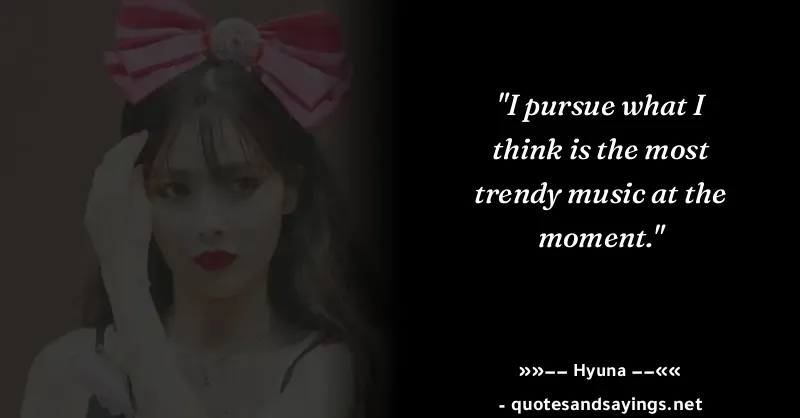 "I pursue what I
think is the most
trendy music at the
moment."
»»−− Hyuna −−««
- quotesandsayings.net